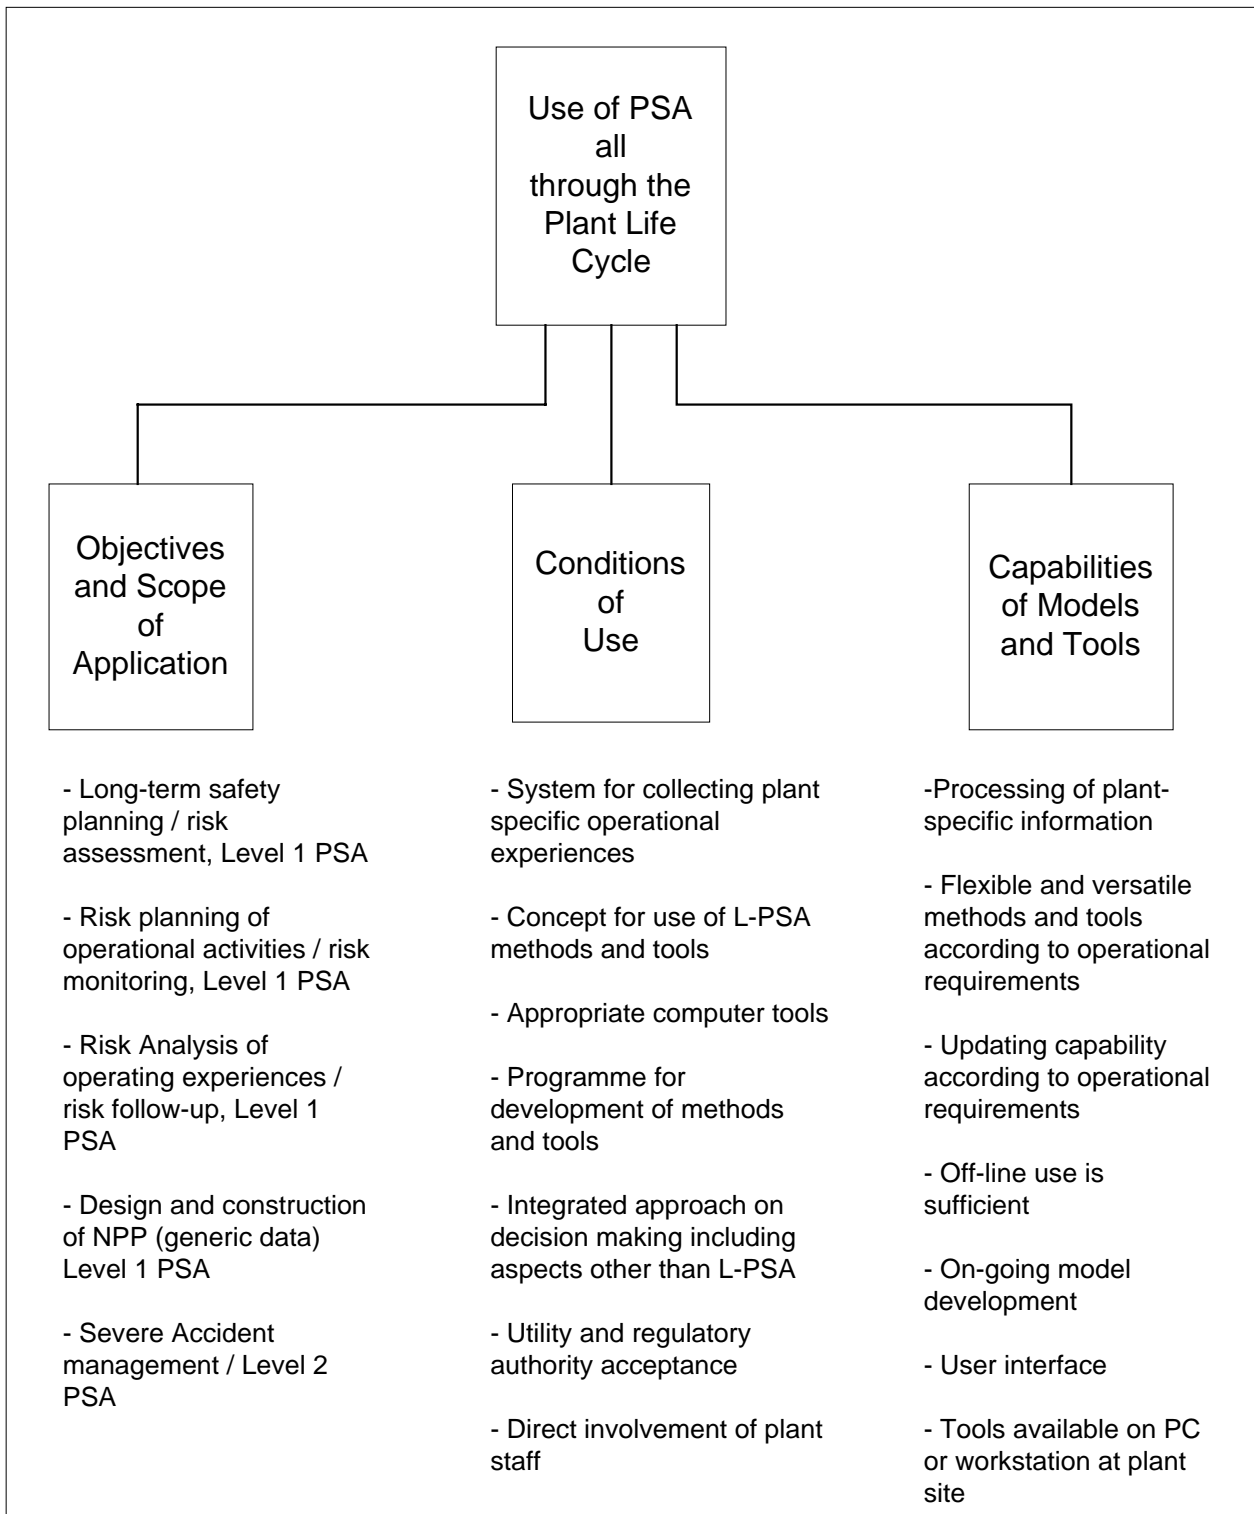 Use of PSA
all
through the
Plant Life
Cycle
Objectives
and Scope
of
Application
Conditions
of
Use
Capabilities
of Models
and Tools
- Long-term safety
planning / risk
assessment, Level 1 PSA
- Risk planning of
operational activities / risk
monitoring, Level 1 PSA
- Risk Analysis of
operating experiences /
risk follow-up, Level 1
PSA
- Design and construction
of NPP (generic data)
Level 1 PSA
- Severe Accident
management / Level 2
PSA
- System for collecting plant
specific operational
experiences
- Concept for use of L-PSA
methods and tools
- Appropriate computer tools
- Programme for
development of methods
and tools
- Integrated approach on
decision making including
aspects other than L-PSA
- Utility and regulatory
authority acceptance
- Direct involvement of plant
staff
-Processing of plant-
specific information
- Flexible and versatile
methods and tools
according to operational
requirements
- Updating capability
according to operational
requirements
- Off-line use is
sufficient
- On-going model
development
- User interface
- Tools available on PC
or workstation at plant
site